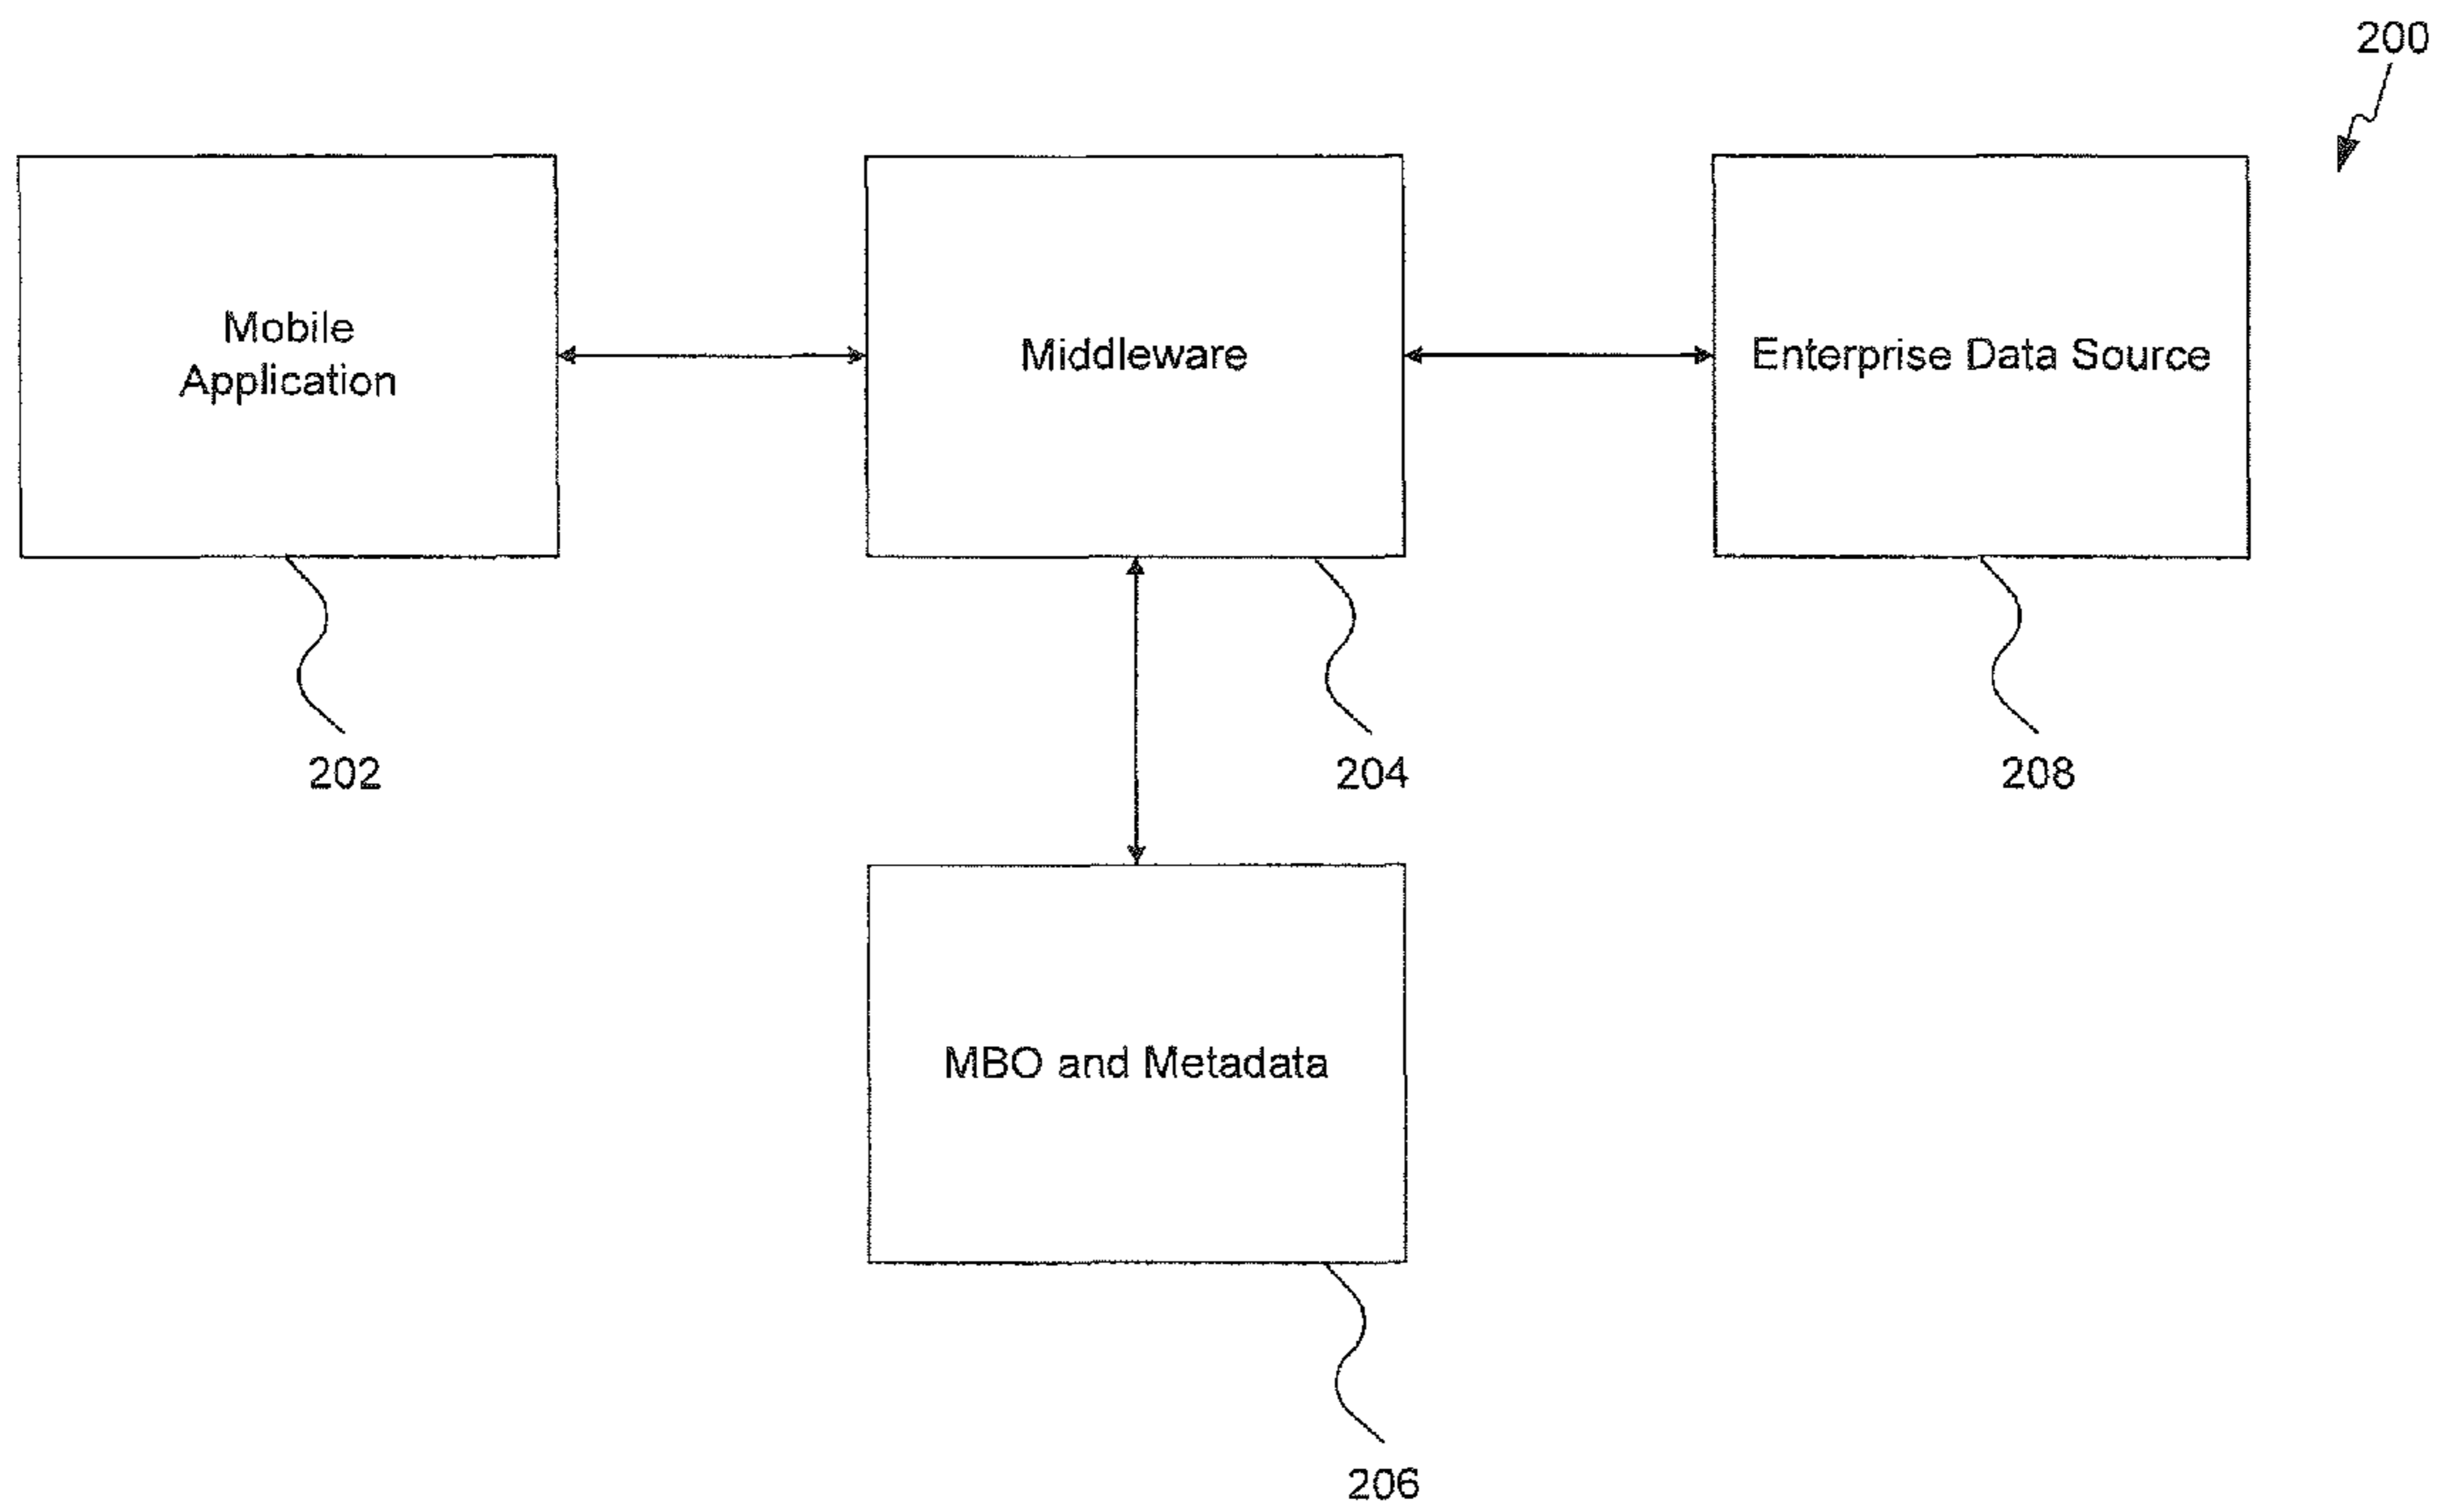 200
Mobile
Application
Middleware
Enterprise Data Source
202
204
208
MBO and Metadata
206